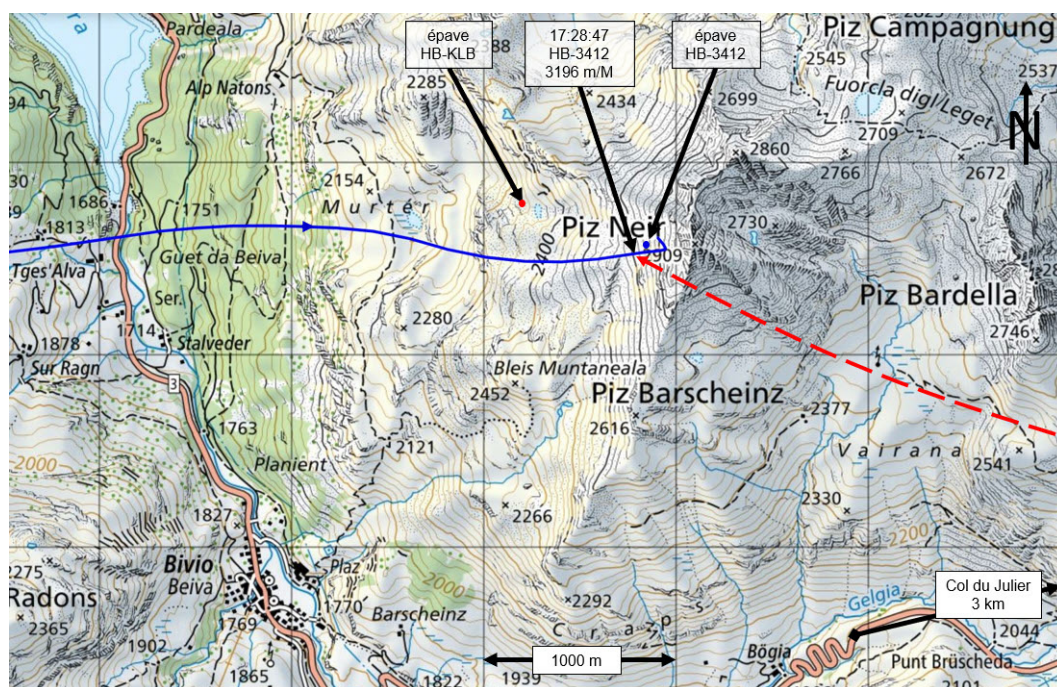 Pardeala
2388
épave
HB-KLB
17:28:47
HB-3412
3196 m/M
épave
HB-3412
Piz Campagnung
2545
2537
Alp Natons
2285
2434
2699
Fuorcla digl Leget
N
2709
2860
2766
2672
2154
1686
1751
Murtér
1813
Piz Neir
2730
2400
2909
Guet da Beiva
Tges'Alva
Ser.
Piz Bardella
1714
2280
2746
1878
Stalveder
Sur Ragn
3
Bleis Muntaneala
2452
Piz Barscheinz
2377
1763
2616
2121
Vairana
2541
Planient
2000
2330
2266
1827
2200
Bivio
Beiva
Plaz
2275
Radons
2365
1770
2000
Barscheinz
2292
Gelgia
Col du Julier
3 km
1769
Crap
2044
1902
1000 m
Bögia
Punt Brüscheda
1865
1822
1939
2101